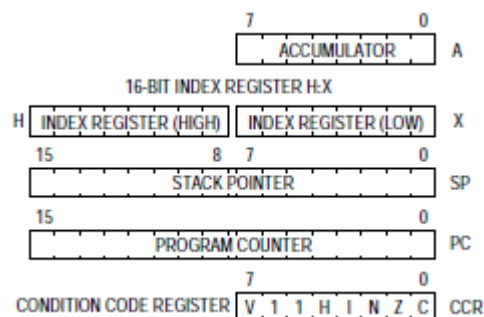 7 0
ACCUMULATOR A
16-BIT INDEX REGISTER H:X
H INDEX REGISTER (HIGH) INDEX REGISTER (LOW) X
15 8 7 0
STACK POINTER SP
15 0
PROGRAM COUNTER PC
7 0
CONDITION CODE REGISTER V 1 1 H I N Z C CCR